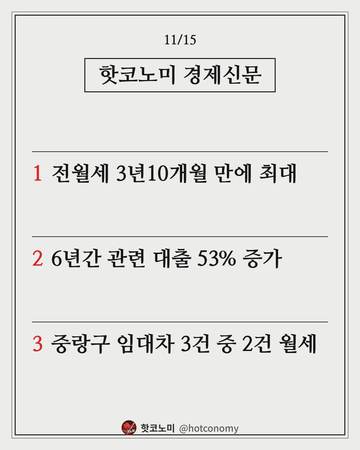 11/15
핫코노미 경제신문
1 전월세 3년10개월 만에 최대
2 6년간 관련 대출 53% 증가
3 중랑구 임대차 3건 중 2건 월세
핫코노미 @hotconomy